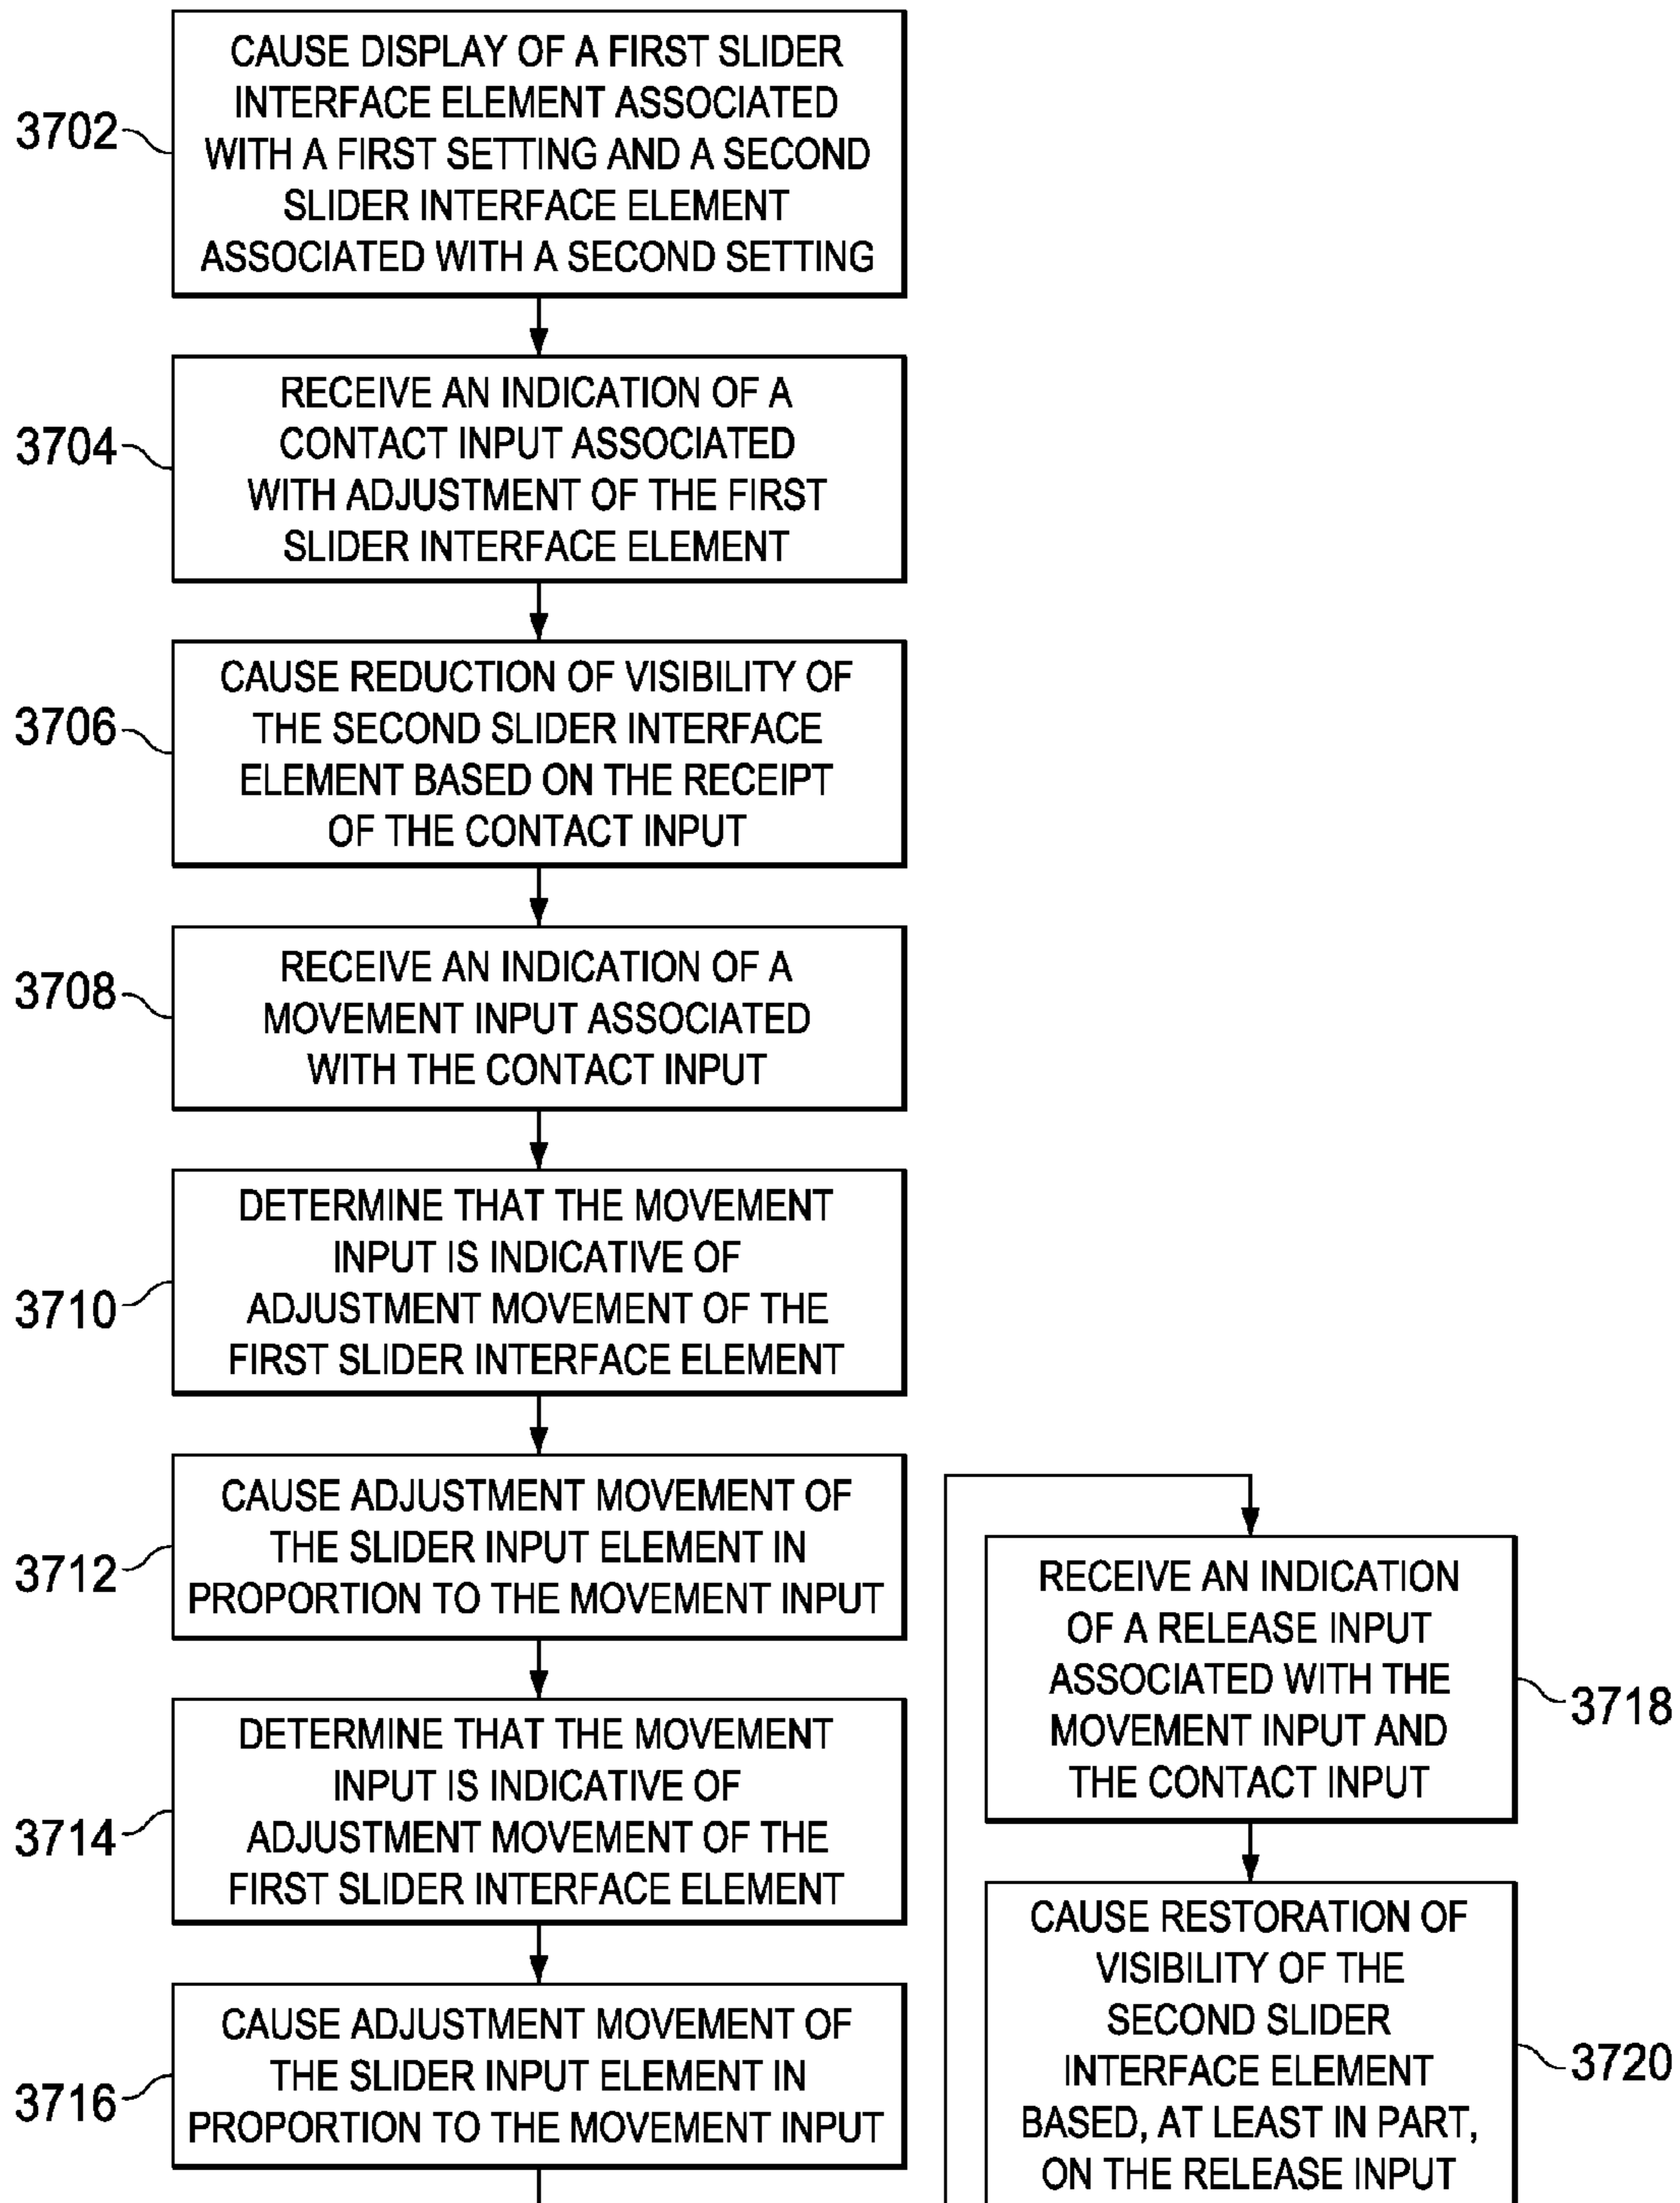 3702
CAUSE DISPLAY OF A FIRST SLIDER
INTERFACE ELEMENT ASSOCIATED
WITH A FIRST SETTING AND A SECOND
SLIDER INTERFACE ELEMENT
ASSOCIATED WITH A SECOND SETTING
3704
RECEIVE AN INDICATION OF A
CONTACT INPUT ASSOCIATED
WITH ADJUSTMENT OF THE FIRST
SLIDER INTERFACE ELEMENT
3706
CAUSE REDUCTION OF VISIBILITY OF
THE SECOND SLIDER INTERFACE
ELEMENT BASED ON THE RECEIPT
OF THE CONTACT INPUT
3708
RECEIVE AN INDICATION OF A
MOVEMENT INPUT ASSOCIATED
WITH THE CONTACT INPUT
3710
DETERMINE THAT THE MOVEMENT
INPUT IS INDICATIVE OF
ADJUSTMENT MOVEMENT OF THE
FIRST SLIDER INTERFACE ELEMENT
3712
CAUSE ADJUSTMENT MOVEMENT OF
THE SLIDER INPUT ELEMENT IN
PROPORTION TO THE MOVEMENT INPUT
3714
DETERMINE THAT THE MOVEMENT
INPUT IS INDICATIVE OF
ADJUSTMENT MOVEMENT OF THE
FIRST SLIDER INTERFACE ELEMENT
3716
CAUSE ADJUSTMENT MOVEMENT OF
THE SLIDER INPUT ELEMENT IN
PROPORTION TO THE MOVEMENT INPUT
RECEIVE AN INDICATION
OF A RELEASE INPUT
ASSOCIATED WITH THE
MOVEMENT INPUT AND
THE CONTACT INPUT
3718
CAUSE RESTORATION OF
VISIBILITY OF THE
SECOND SLIDER
INTERFACE ELEMENT
BASED, AT LEAST IN PART,
ON THE RELEASE INPUT
3720